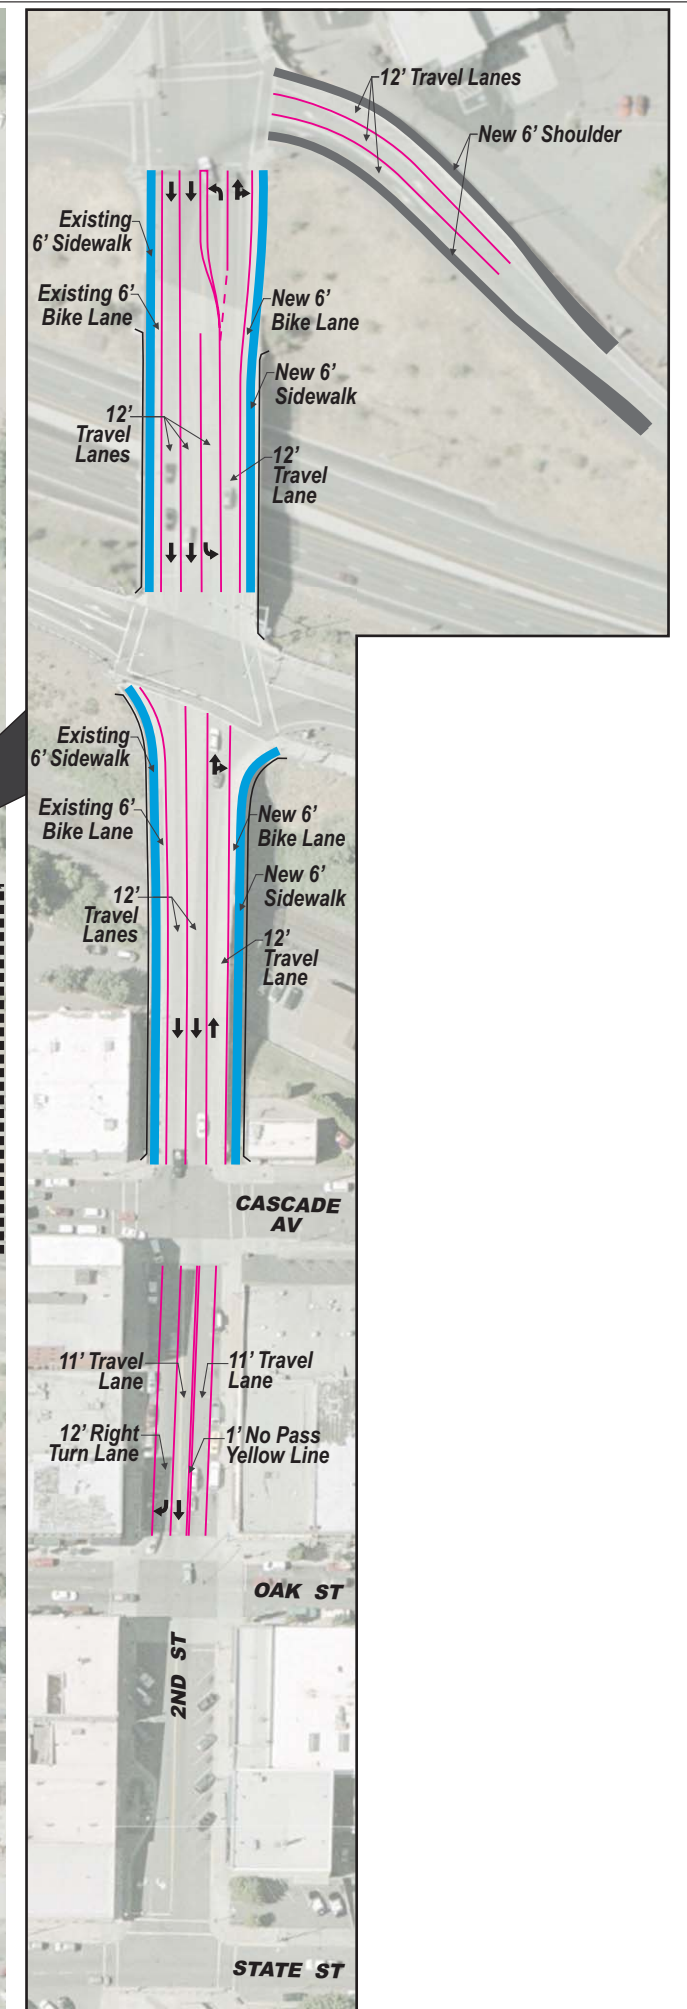 12’ Travel Lanes
New 6’ Shoulder
Existing
6’ Sidewalk
Existing 6’
Bike Lane
New 6’
Bike Lane
New 6’
Sidewalk
12’
Travel
Lanes
12’
Travel
Lane
Existing
6’ Sidewalk
Existing 6’
Bike Lane
New 6’
Bike Lane
New 6’
Sidewalk
12’
Travel
Lanes
12’
Travel
Lane
CASCADE
AV
11’ Travel
Lane
11’ Travel
Lane
12’ Right
Turn Lane
1’ No Pass
Yellow Line
OAK ST
2ND ST
STATE ST